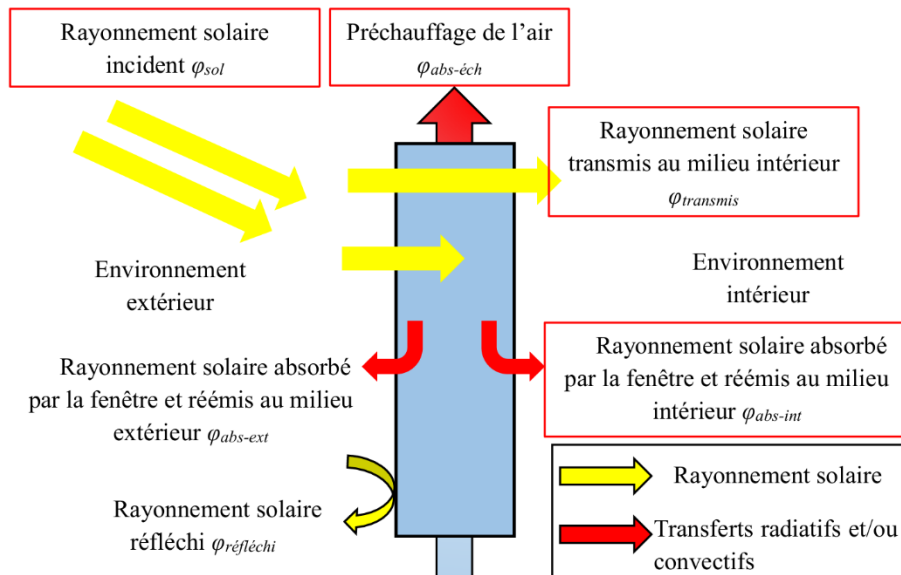 Rayonnement solaire
incident φsol
Préchauffage de l’air
φabs-éch
Rayonnement solaire
transmis au milieu intérieur
φtransmis
Environnement
extérieur
Environnement
intérieur
Rayonnement solaire absorbé
par la fenêtre et réémis au milieu
extérieur φabs-ext
Rayonnement solaire absorbé
par la fenêtre et réémis au milieu
intérieur φabs-int
Rayonnement solaire
réfléchi φréfléchi
Rayonnement solaire
Transferts radiatifs et/ou
convectifs